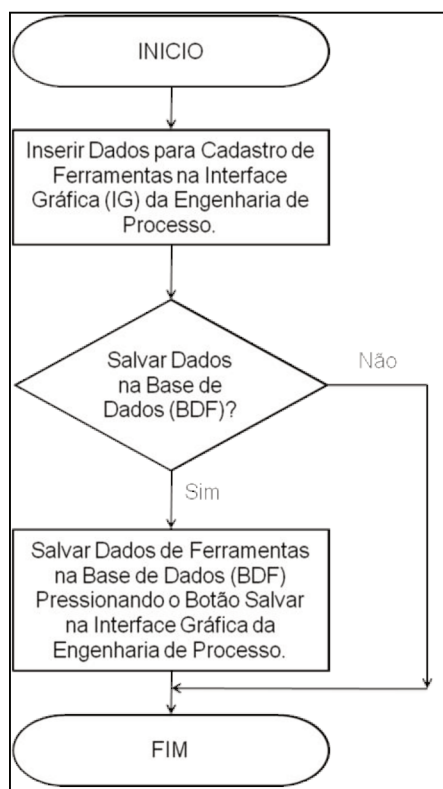 INICIO
Inserir Dados para Cadastro de
Ferramentas na Interface
Gráfica (IG) da Engenharia de
Processo.
Salvar Dados
na Base de
Dados (BDF)?
Não
Sim
Salvar Dados de Ferramentas
na Base de Dados (BDF)
Pressionando o Botão Salvar
na Interface Gráfica da
Engenharia de Processo.
FIM